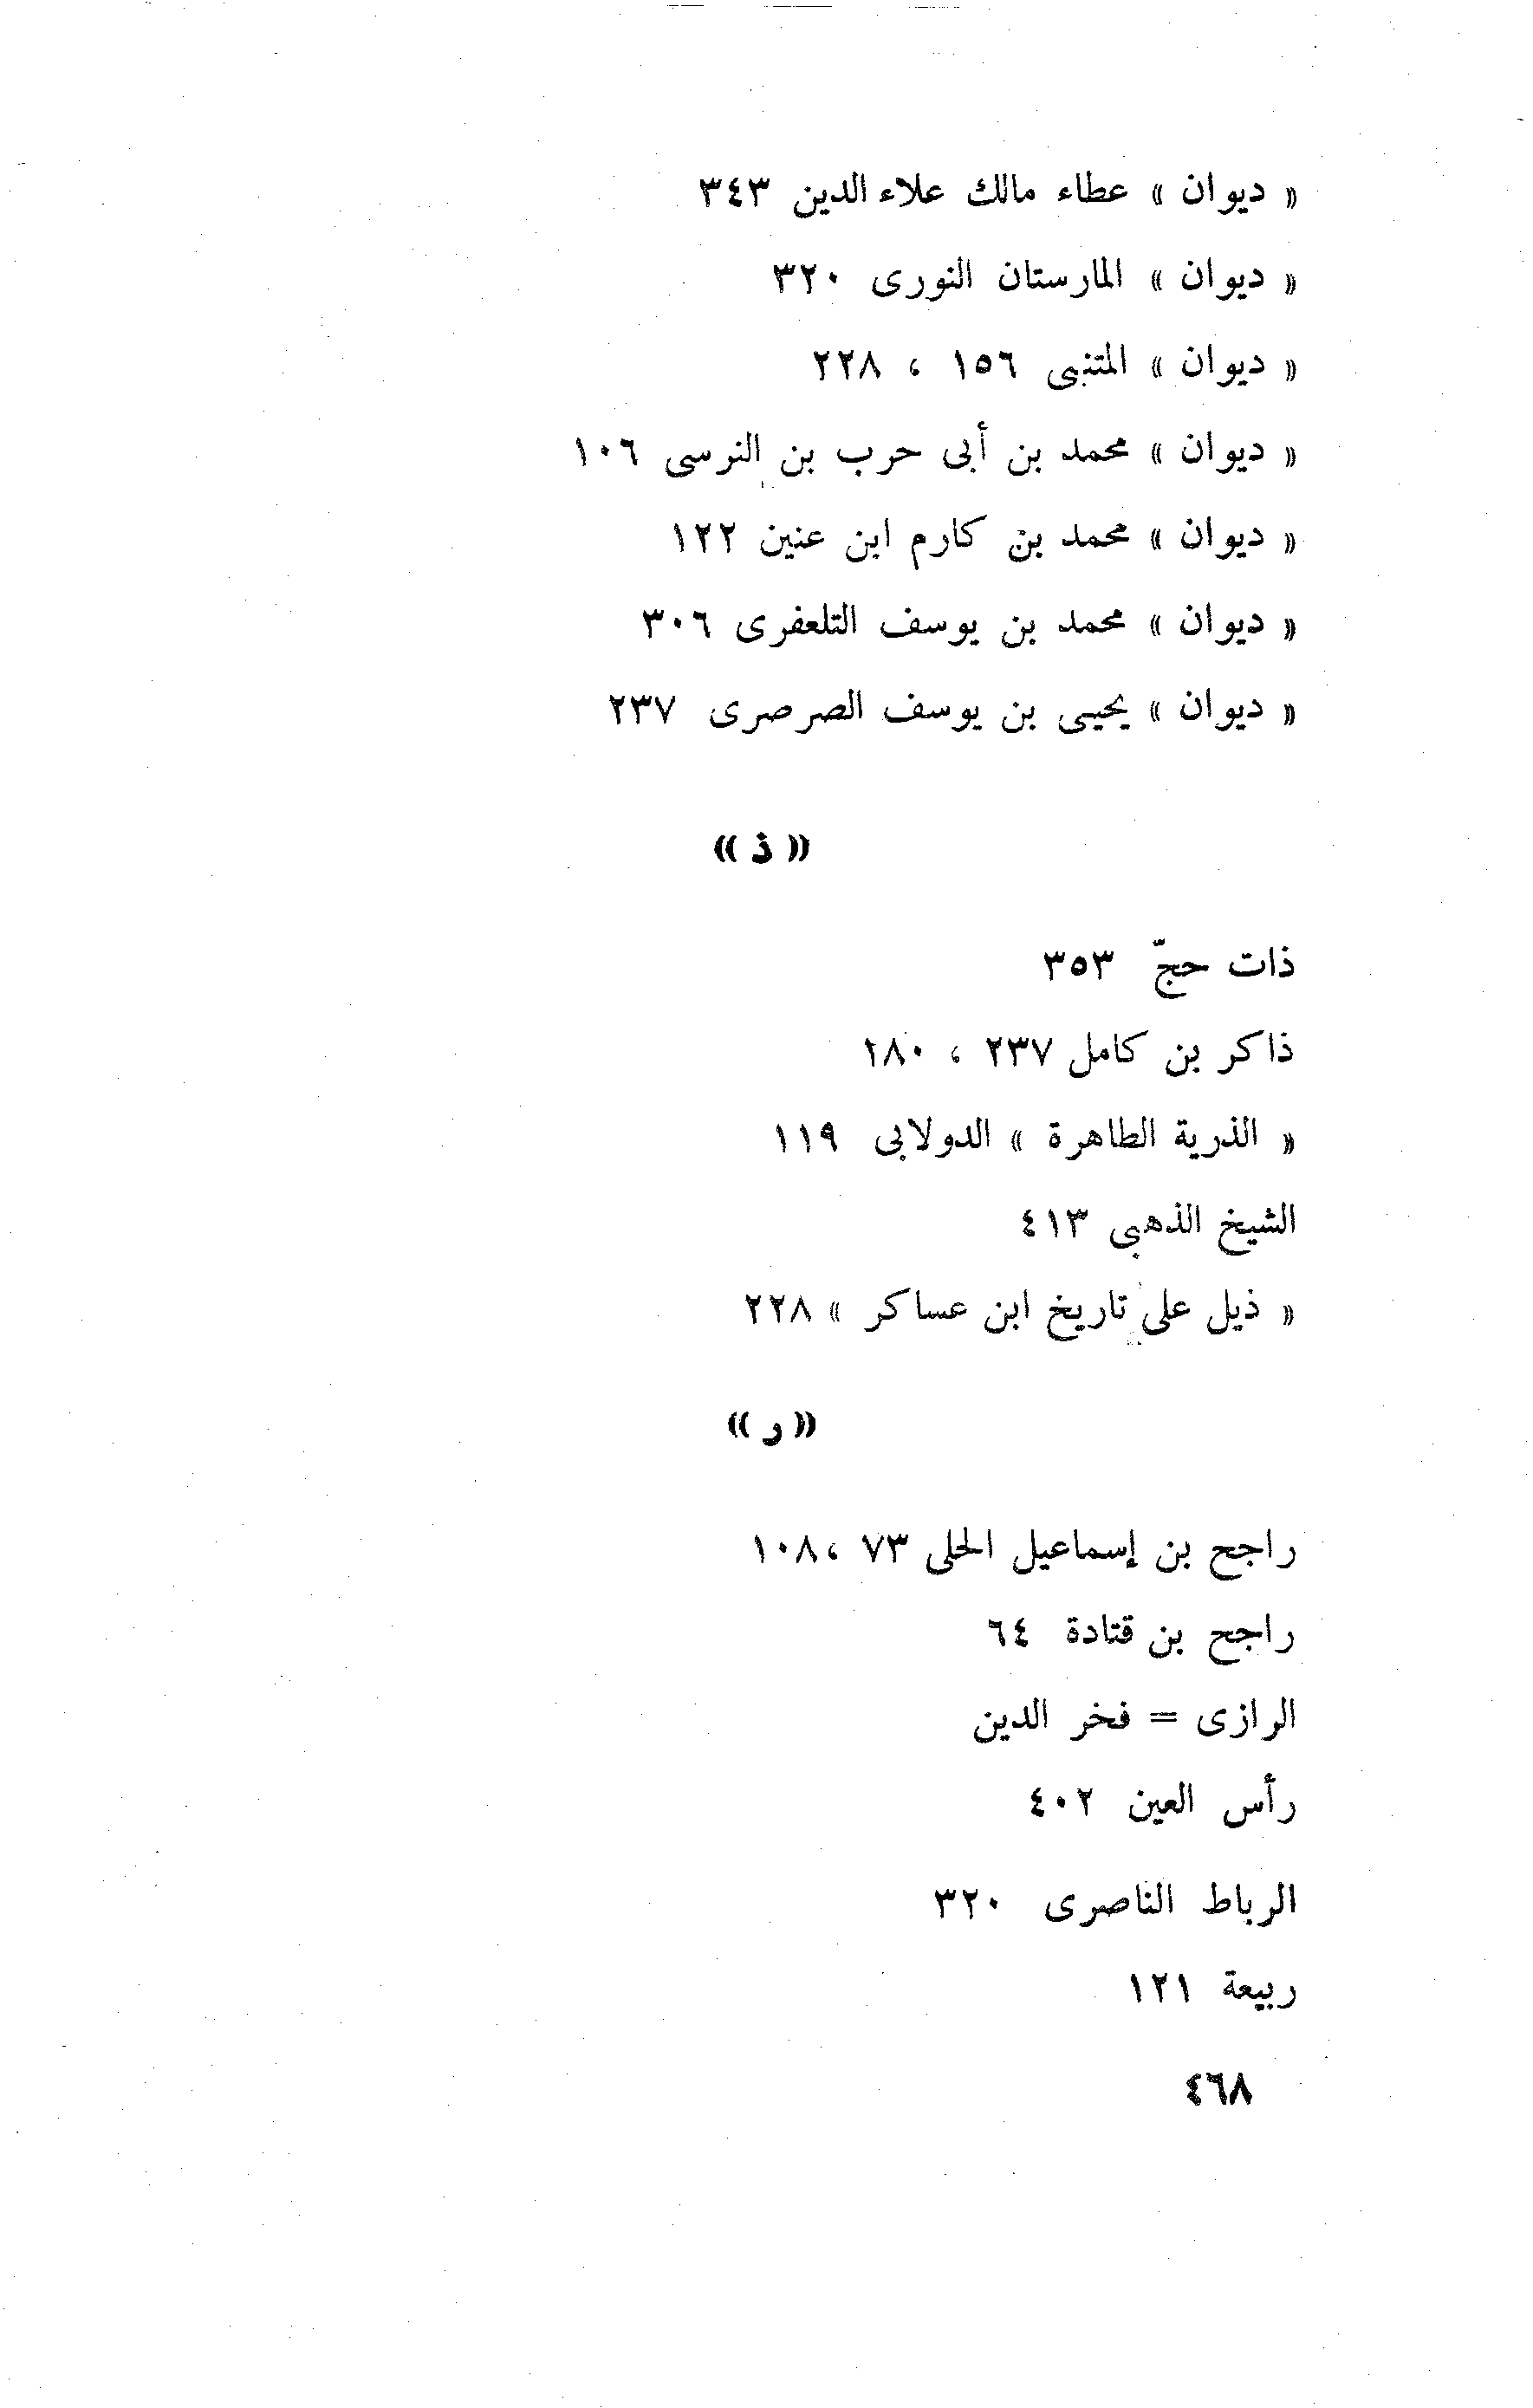 « ديوان » عطاء مالك علاء الدين ٣٤٣
« ديوان » المارستان النورى ٣٢٠
« ديوان » المتنبى ١٥٦ ، ٢٢٨
« ديوان » محمد بن أبى حرب بن النرسى ١٠٦
« ديوان » محمد بن كارم ابن عنين ١٢٢
« ديوان » محمد بن يوسف التلعفرى ٣٠٦
« ديوان » يحيى بن يوسف الصرصرى ٢٣٧
« ذ »
ذات حجّ ٣٥٣
ذاكر بن كامل ٢٣٧ ، ١٨٠
« الذرية الطاهرة » الدولابى ١١٩
الشيخ الذهبى ٤١٣
« ذيل على تاريخ ابن عساكر » ٢٢٨
« ر »
راجح بن إسماعيل الحلى ٧٣ ، ١٠٨
راجح بن قتادة ٦٤
الرازى = فخر الدين
رأس العين ٤٠٢
الرباط الناصرى ٣٢٠
ربيعة ١٢١
٤٦٨